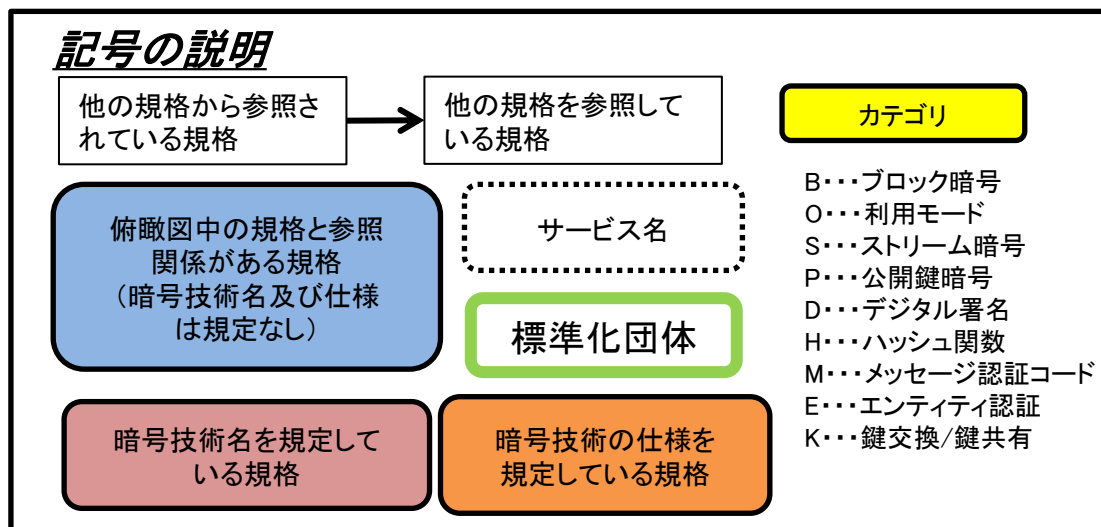 記号の説明
他の規格から参照さ
れている規格
他の規格を参照して
いる規格
カテゴリ
俯瞰図中の規格と参照
関係がある規格
（暗号技術名及び仕様
は規定なし）
サービス名
標準化団体
暗号技術名を規定して
いる規格
暗号技術の仕様を
規定している規格
B･･･ブロック暗号
O･･･利用モード
S･･･ストリーム暗号
P･･･公開鍵暗号
D･･･デジタル署名
H･･･ハッシュ関数
M･･･メッセージ認証コード
E･･･エンティティ認証
K･･･鍵交換/鍵共有